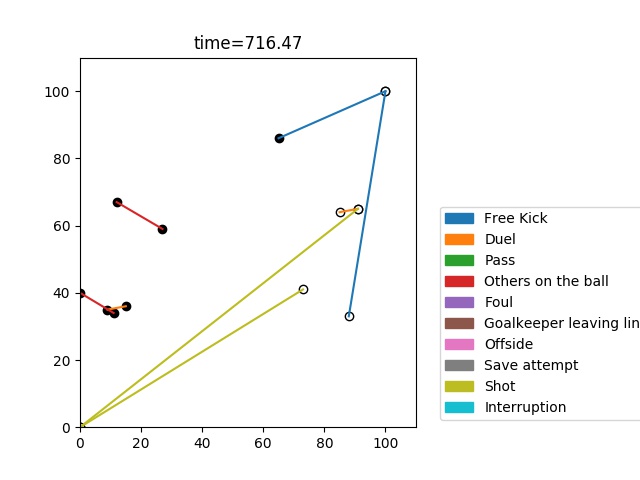 time=716.47
100
80
60
40
20
0
0 20 40 60 80 100
Free Kick
Duel
Pass
Others on the ball
Foul
Goalkeeper leaving lin
Offside
Save attempt
Shot
Interruption